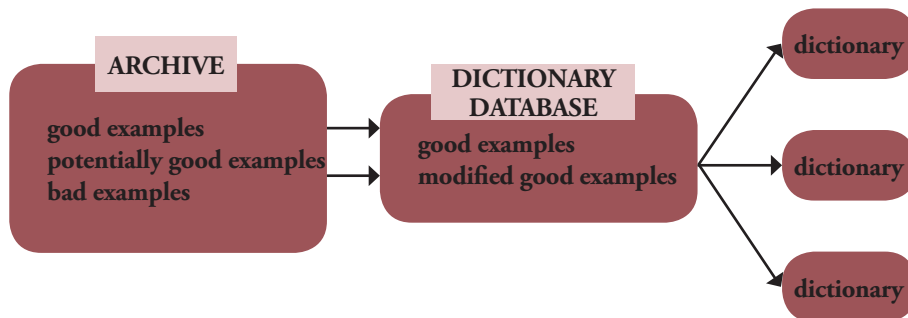 ARCHIVE
good examples
potentially good examples
bad examples
DICTIONARY
DATABASE
good examples
modified good examples
dictionary
dictionary
dictionary